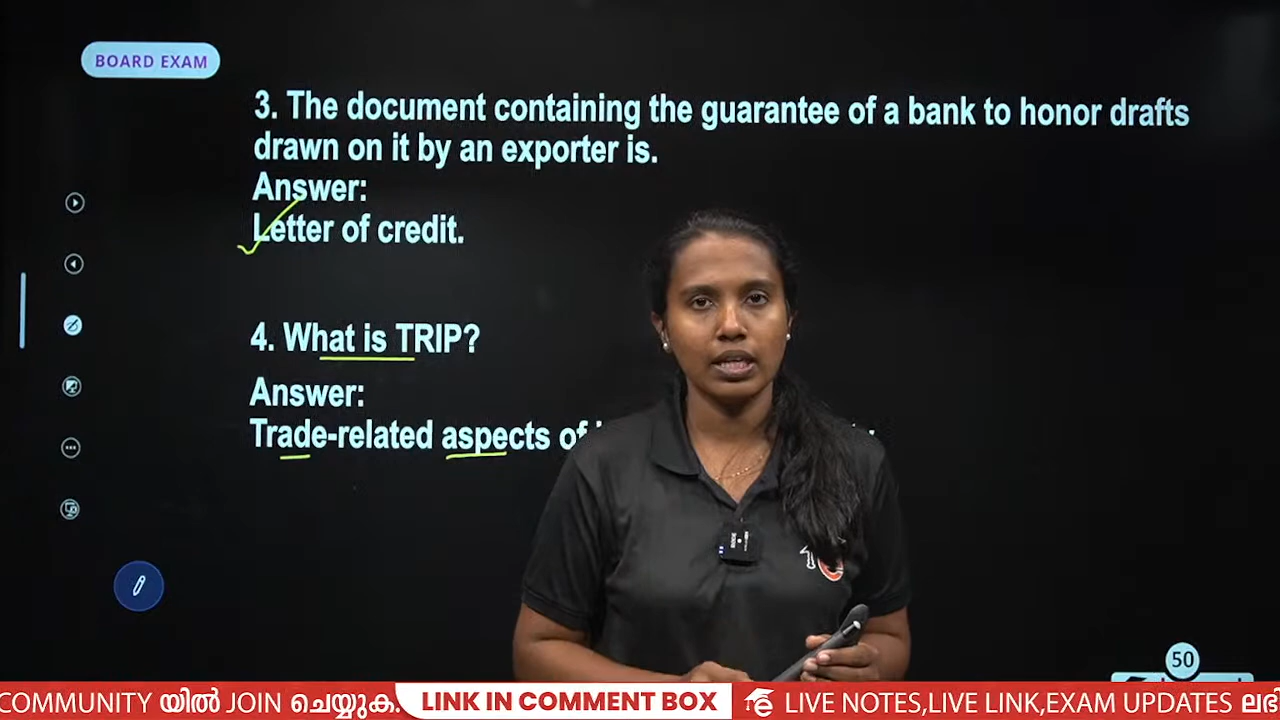 BOARD EXAM
3. The document containing the guarantee of a bank to honor drafts
drawn on it by an exporter is.
Answer:
Letter of credit.
4. What is TRIP?
Answer:
Trade-related aspects of
50
COMMUNITY യിൽ JOIN ചെയ്യുക.
LINK IN COMMENT BOX
LIVE NOTES,LIVE LINK,EXAM UPDATES ലഭി